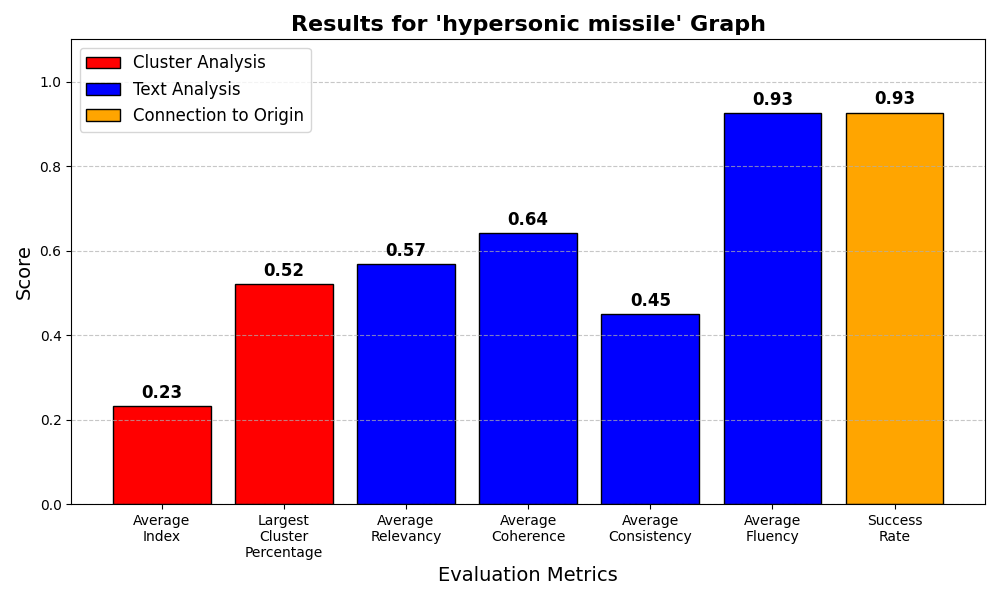 Results for 'hypersonic missile' Graph
Cluster Analysis
Text Analysis
Connection to Origin
Score
1.0
0.8
0.6
0.4
0.2
0.0
0.23
0.52
0.57
0.64
0.45
0.93
0.93
Average
Index
Largest
Cluster
Percentage
Average
Relevancy
Average
Coherence
Average
Consistency
Average
Fluency
Success
Rate
Evaluation Metrics